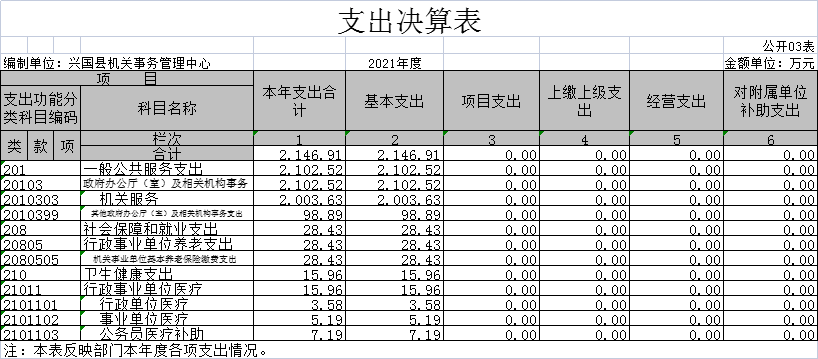 支出决算表
公开03表
编制单位：兴国县机关事务管理中心 2021年度 金额单位：万元
项 目 本年支出合计 基本支出 项目支出 上缴上级支出 经营支出 对附属单位补助支出
支出功能分类科目编码 科目名称
类 款 项 栏次 1 2 3 4 5 6
合计 2,146.91 2,146.91 0.00 0.00 0.00 0.00
201 一般公共服务支出 2,102.52 2,102.52 0.00 0.00 0.00 0.00
20103 政府办公厅（室）及相关机构事务 2,102.52 2,102.52 0.00 0.00 0.00 0.00
2010303 机关服务 2,003.63 2,003.63 0.00 0.00 0.00 0.00
2010399 其他政府办公厅（室）及相关机构事务支出 98.89 98.89 0.00 0.00 0.00 0.00
208 社会保障和就业支出 28.43 28.43 0.00 0.00 0.00 0.00
20805 行政事业单位养老支出 28.43 28.43 0.00 0.00 0.00 0.00
2080505 机关事业单位基本养老保险缴费支出 28.43 28.43 0.00 0.00 0.00 0.00
210 卫生健康支出 15.96 15.96 0.00 0.00 0.00 0.00
21011 行政事业单位医疗 15.96 15.96 0.00 0.00 0.00 0.00
2101101 行政单位医疗 3.58 3.58 0.00 0.00 0.00 0.00
2101102 事业单位医疗 5.19 5.19 0.00 0.00 0.00 0.00
2101103 公务员医疗补助 7.19 7.19 0.00 0.00 0.00 0.00
注：本表反映部门本年度各项支出情况。